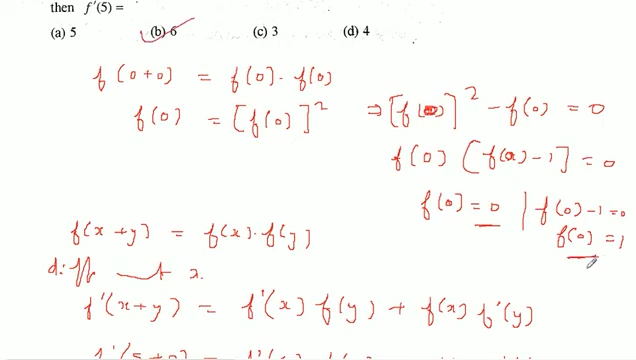 then f′(5) =
(a) 5 (b) 6 (c) 3 (d) 4
f(0+0) = f(0) · f(0)
f(0) = [f(0)]²
⇒ [f(0)]² − f(0) = 0
f(0) [f(0) − 1] = 0
f(0) = 0 | f(0) − 1 = 0
f(0) = 1
f(x+y) = f(x) · f(y)
diff w.r.t x.
f′(x+y) = f′(x) f(y) + f(x) f′(y)